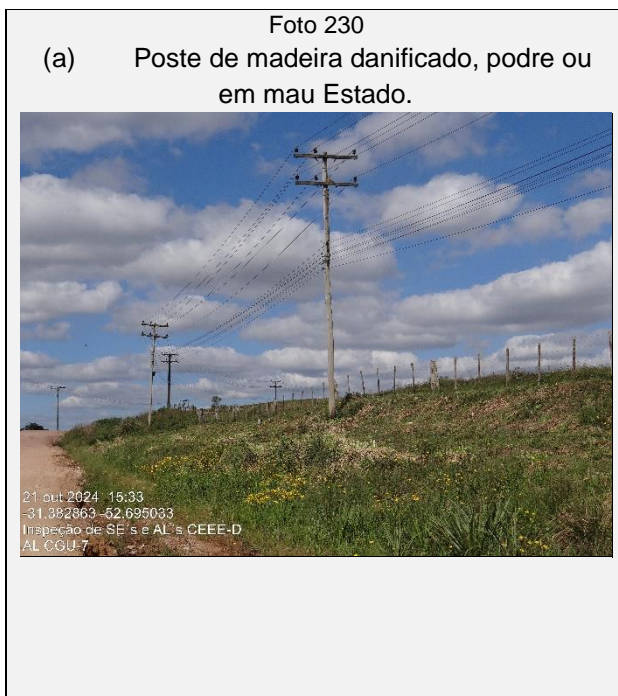 Foto 230
(a) Poste de madeira danificado, podre ou
em mau Estado.
21 out 2024 15:33
-31.382863 -52.695033
Inspeção de SE´s e AL´s CEEE-D
AL CGU-7